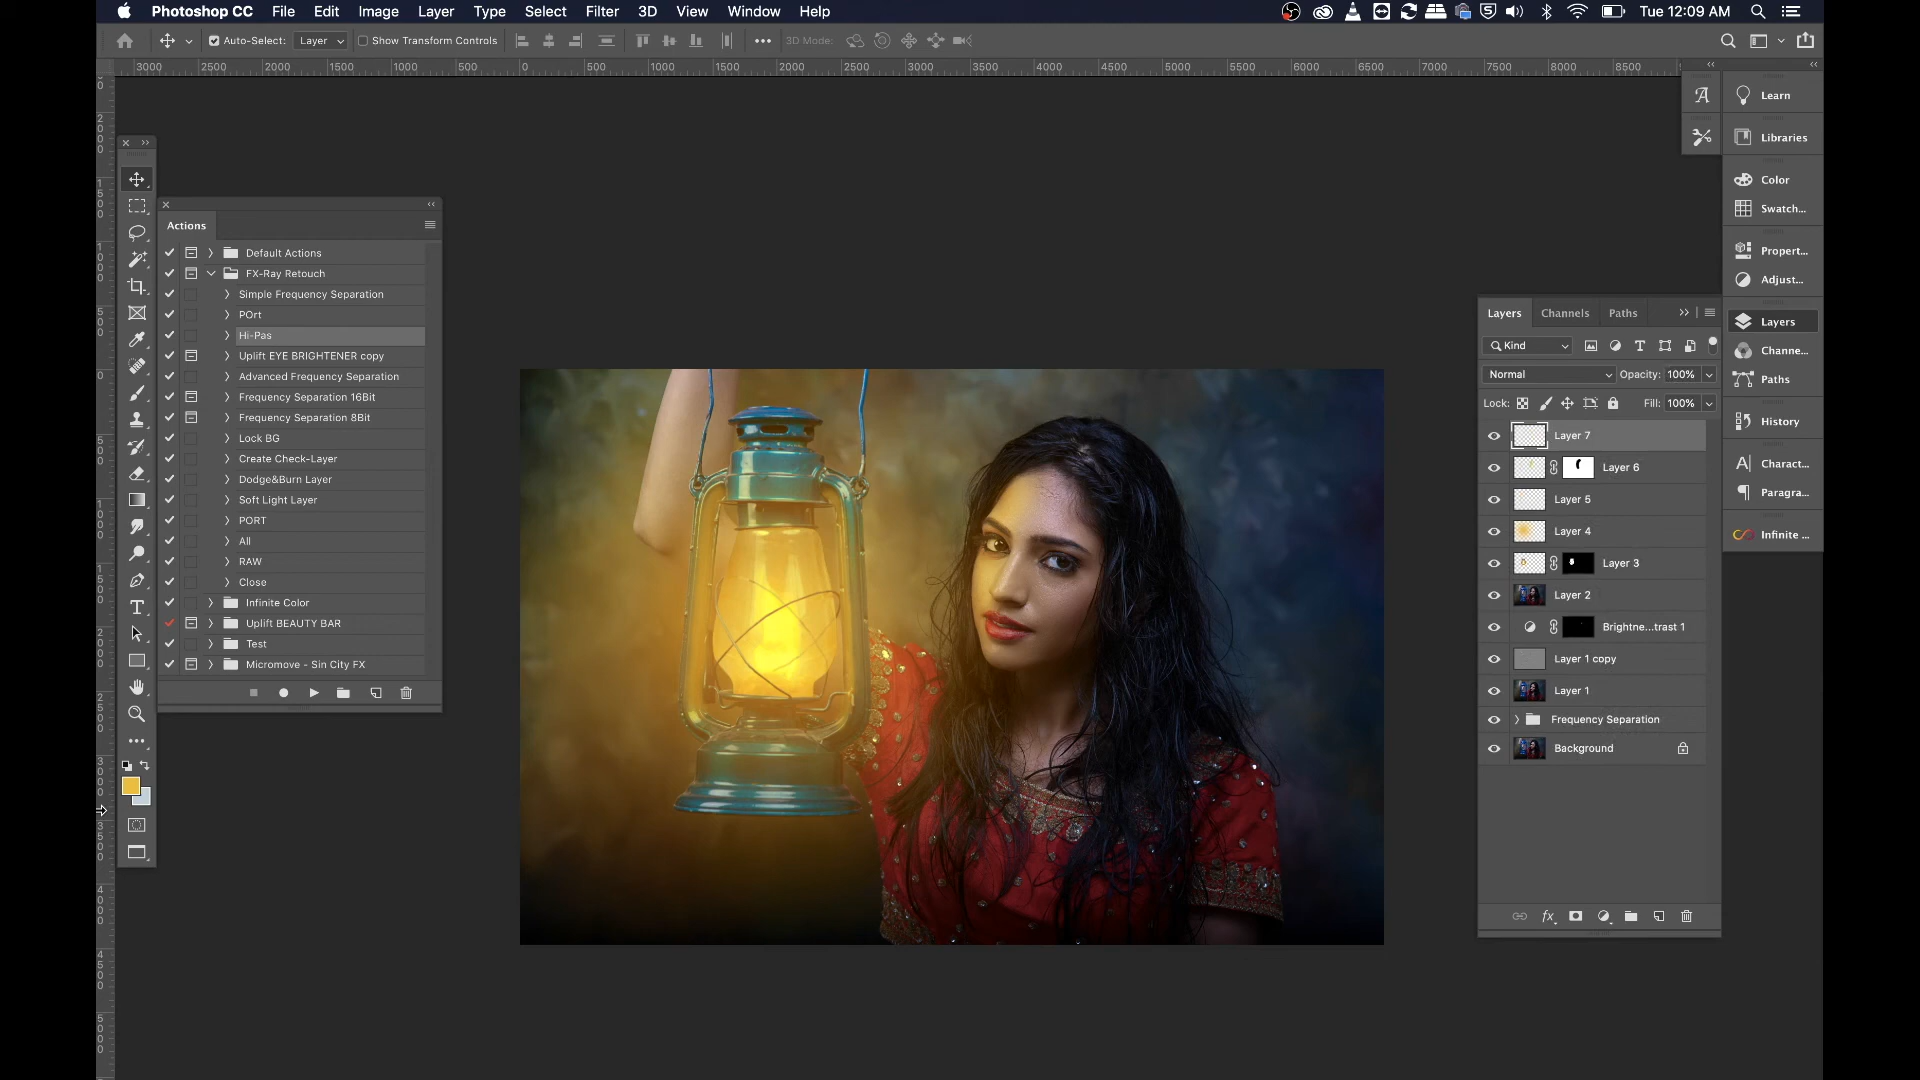 Photoshop CC File Edit Image Layer Type Select Filter 3D View Window Help Tue 12:09 AM
Auto-Select: Layer Show Transform Controls 3D Mode:
3000 2500 2000 1500 1000 500 0 500 1000 1500 2000 2500 3000 3500 4000 4500 5000 5500 6000 6500 7000 7500 8000 8500
Learn
Libraries
Color
Swatch...
Propert...
Adjust...
Layers
Channe...
Paths
History
Charact...
Paragra...
Infinite ...
Actions
Default Actions
FX-Ray Retouch
Simple Frequency Separation
POrt
Hi-Pas
Uplift EYE BRIGHTENER copy
Advanced Frequency Separation
Frequency Separation 16Bit
Frequency Separation 8Bit
Lock BG
Create Check-Layer
Dodge&Burn Layer
Soft Light Layer
PORT
All
RAW
Close
Infinite Color
Uplift BEAUTY BAR
Test
Micromove - Sin City FX
Layers Channels Paths
Kind
Normal Opacity: 100%
Lock: Fill: 100%
Layer 7
Layer 6
Layer 5
Layer 4
Layer 3
Layer 2
Brightne...trast 1
Layer 1 copy
Layer 1
Frequency Separation
Background